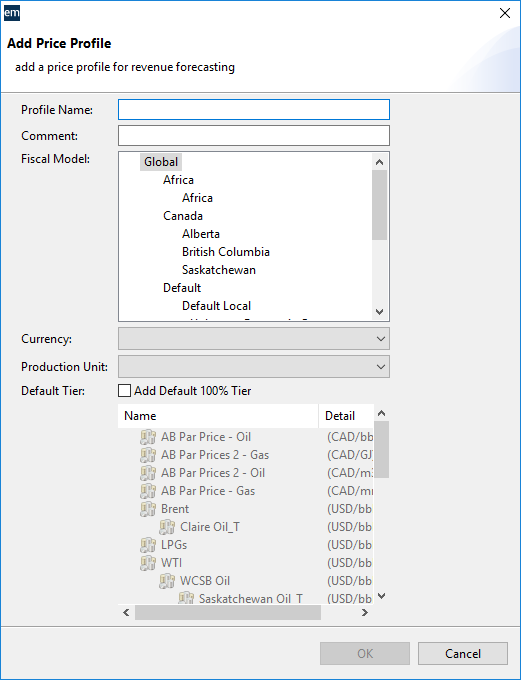 em
Add Price Profile
add a price profile for revenue forecasting
Profile Name:
Comment:
Fiscal Model:
Global
Africa
Africa
Canada
Alberta
British Columbia
Saskatchewan
Default
Default Local
Currency:
Production Unit:
Default Tier: Add Default 100% Tier
Name Detail
AB Par Price - Oil (CAD/bb
AB Par Prices 2 - Gas (CAD/GJ
AB Par Prices 2 - Oil (CAD/m3
AB Par Price - Gas (CAD/m
Brent (USD/bb
Claire Oil_T (USD/bb
LPGs (USD/bb
WTI (USD/bb
WCSB Oil (USD/bb
Saskatchewan Oil_T (USD/bb
OK Cancel